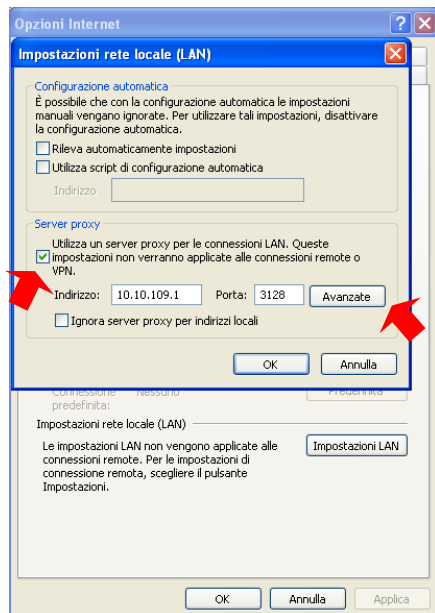 Opzioni Internet
Impostazioni rete locale (LAN)
Configurazione automatica
È possibile che con la configurazione automatica le impostazioni
manuali vengano ignorate. Per utilizzare tali impostazioni, disattivare
la configurazione automatica.
Rileva automaticamente impostazioni
Utilizza script di configurazione automatica
Indirizzo
Server proxy
Utilizza un server proxy per le connessioni LAN. Queste
impostazioni non verranno applicate alle connessioni remote o
VPN.
Indirizzo: 10.10.109.1 Porta: 3128 Avanzate
Ignora server proxy per indirizzi locali
OK Annulla
Connessione Nessuno Predefinita
predefinita:
Impostazioni rete locale (LAN)
Le impostazioni LAN non vengono applicate alle
connessioni remote. Per le impostazioni di
connessione remota, scegliere il pulsante
Impostazioni.
Impostazioni LAN
OK Annulla Applica